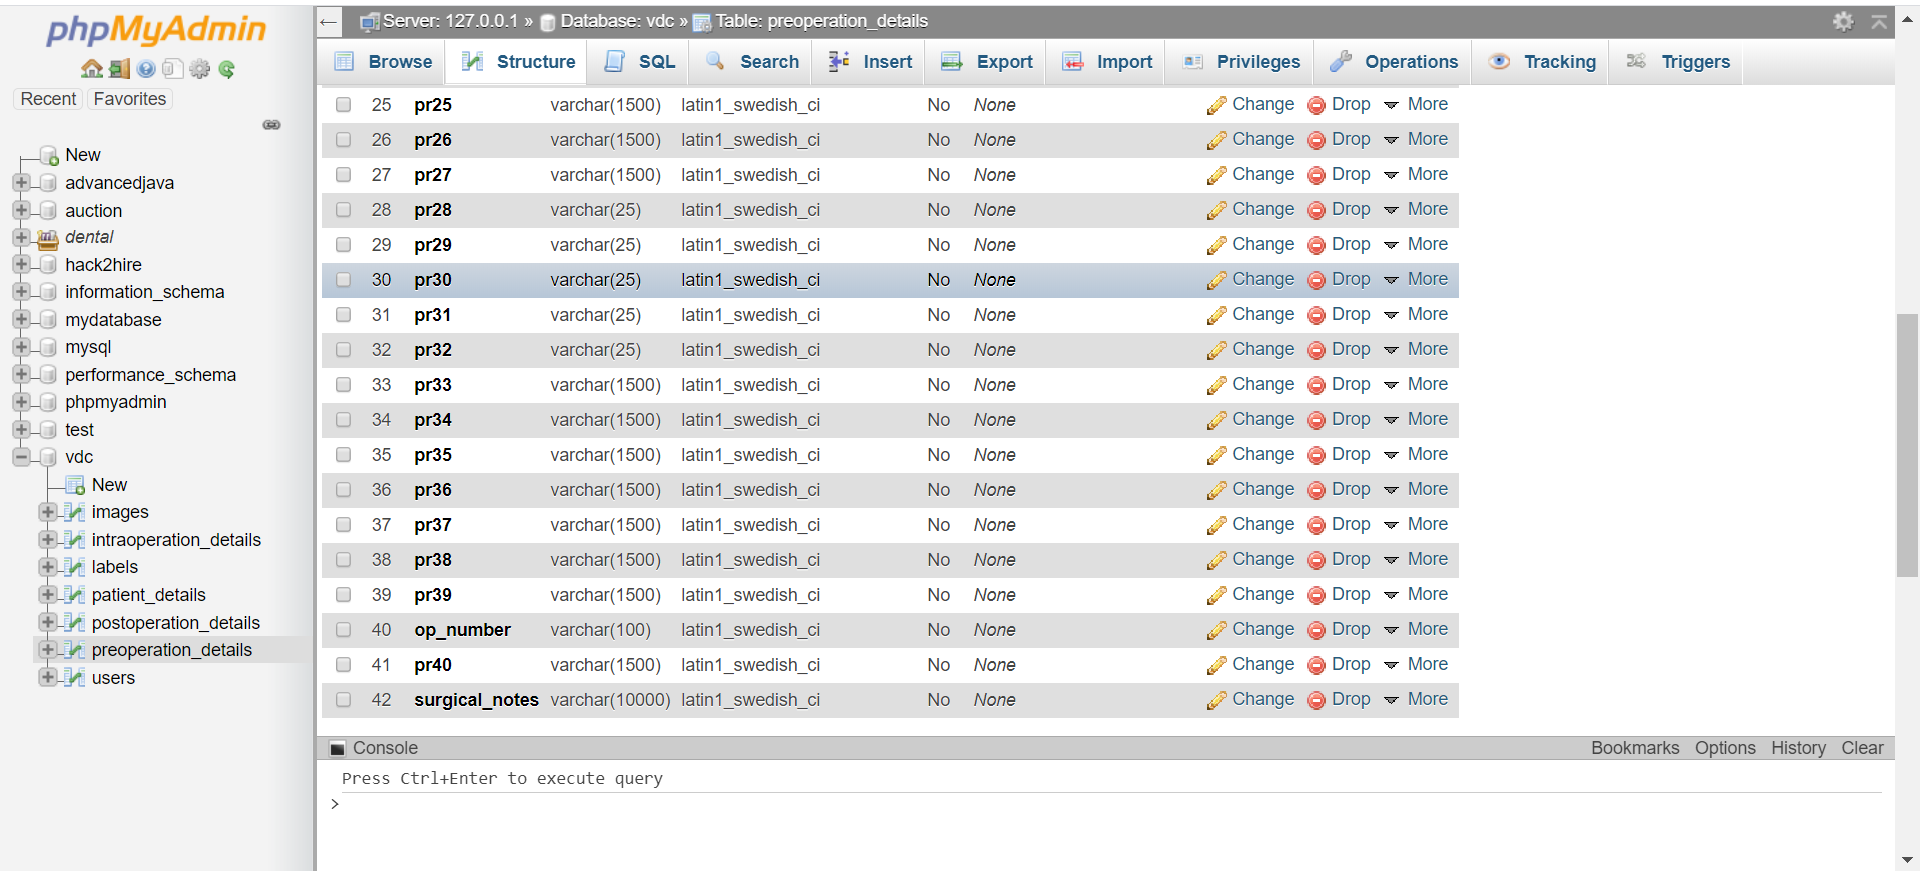 phpMyAdmin
Recent Favorites
New
advancedjava
auction
dental
hack2hire
information_schema
mydatabase
mysql
performance_schema
phpmyadmin
test
vdc
New
images
intraoperation_details
labels
patient_details
postoperation_details
preoperation_details
users
← Server: 127.0.0.1 » Database: vdc » Table: preoperation_details
Browse Structure SQL Search Insert Export Import Privileges Operations Tracking Triggers
25 pr25 varchar(1500) latin1_swedish_ci No None Change Drop More
26 pr26 varchar(1500) latin1_swedish_ci No None Change Drop More
27 pr27 varchar(1500) latin1_swedish_ci No None Change Drop More
28 pr28 varchar(25) latin1_swedish_ci No None Change Drop More
29 pr29 varchar(25) latin1_swedish_ci No None Change Drop More
30 pr30 varchar(25) latin1_swedish_ci No None Change Drop More
31 pr31 varchar(25) latin1_swedish_ci No None Change Drop More
32 pr32 varchar(25) latin1_swedish_ci No None Change Drop More
33 pr33 varchar(1500) latin1_swedish_ci No None Change Drop More
34 pr34 varchar(1500) latin1_swedish_ci No None Change Drop More
35 pr35 varchar(1500) latin1_swedish_ci No None Change Drop More
36 pr36 varchar(1500) latin1_swedish_ci No None Change Drop More
37 pr37 varchar(1500) latin1_swedish_ci No None Change Drop More
38 pr38 varchar(1500) latin1_swedish_ci No None Change Drop More
39 pr39 varchar(1500) latin1_swedish_ci No None Change Drop More
40 op_number varchar(100) latin1_swedish_ci No None Change Drop More
41 pr40 varchar(1500) latin1_swedish_ci No None Change Drop More
42 surgical_notes varchar(10000) latin1_swedish_ci No None Change Drop More
Console Bookmarks Options History Clear
Press Ctrl+Enter to execute query
>